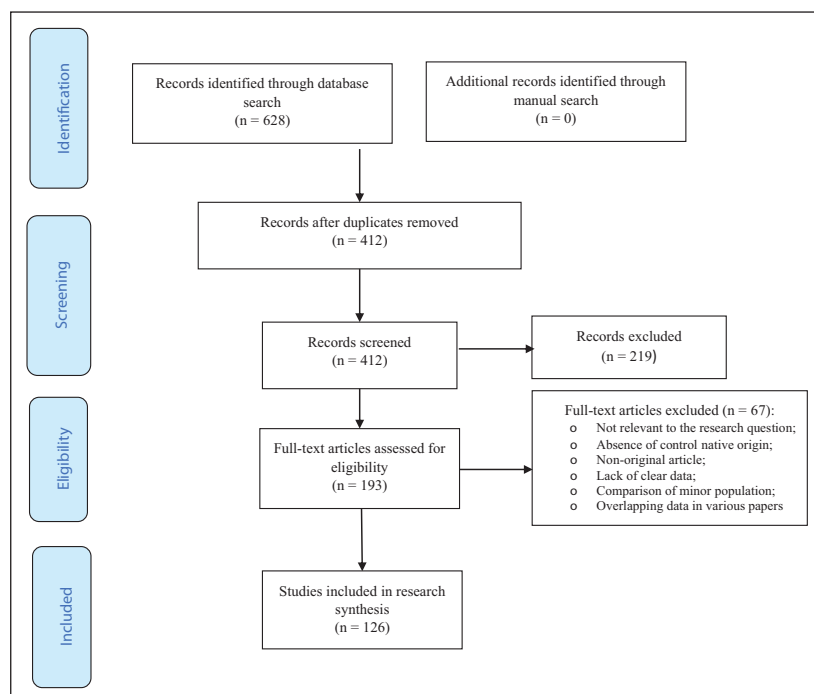 Identification
Records identified through database
search
(n = 628)
Additional records identified through
manual search
(n = 0)
Screening
Records after duplicates removed
(n = 412)
Records screened
(n = 412)
Records excluded
(n = 219)
Eligibility
Full-text articles assessed for
eligibility
(n = 193)
Full-text articles excluded (n = 67):
o Not relevant to the research question;
o Absence of control native origin;
o Non-original article;
o Lack of clear data;
o Comparison of minor population;
o Overlapping data in various papers
Included
Studies included in research
synthesis
(n = 126)